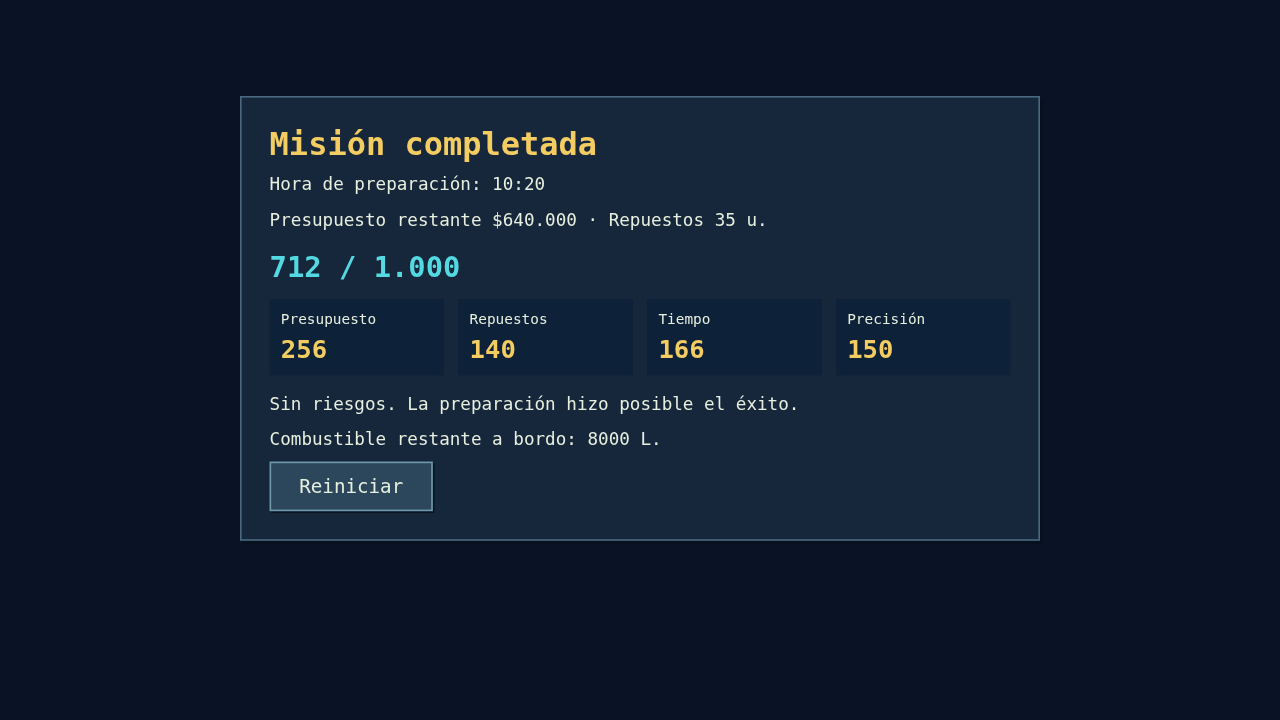 Misión completada
Hora de preparación: 10:20
Presupuesto restante $640.000 · Repuestos 35 u.
712 / 1.000
Presupuesto Repuestos Tiempo Precisión
256 140 166 150
Sin riesgos. La preparación hizo posible el éxito.
Combustible restante a bordo: 8000 L.
Reiniciar